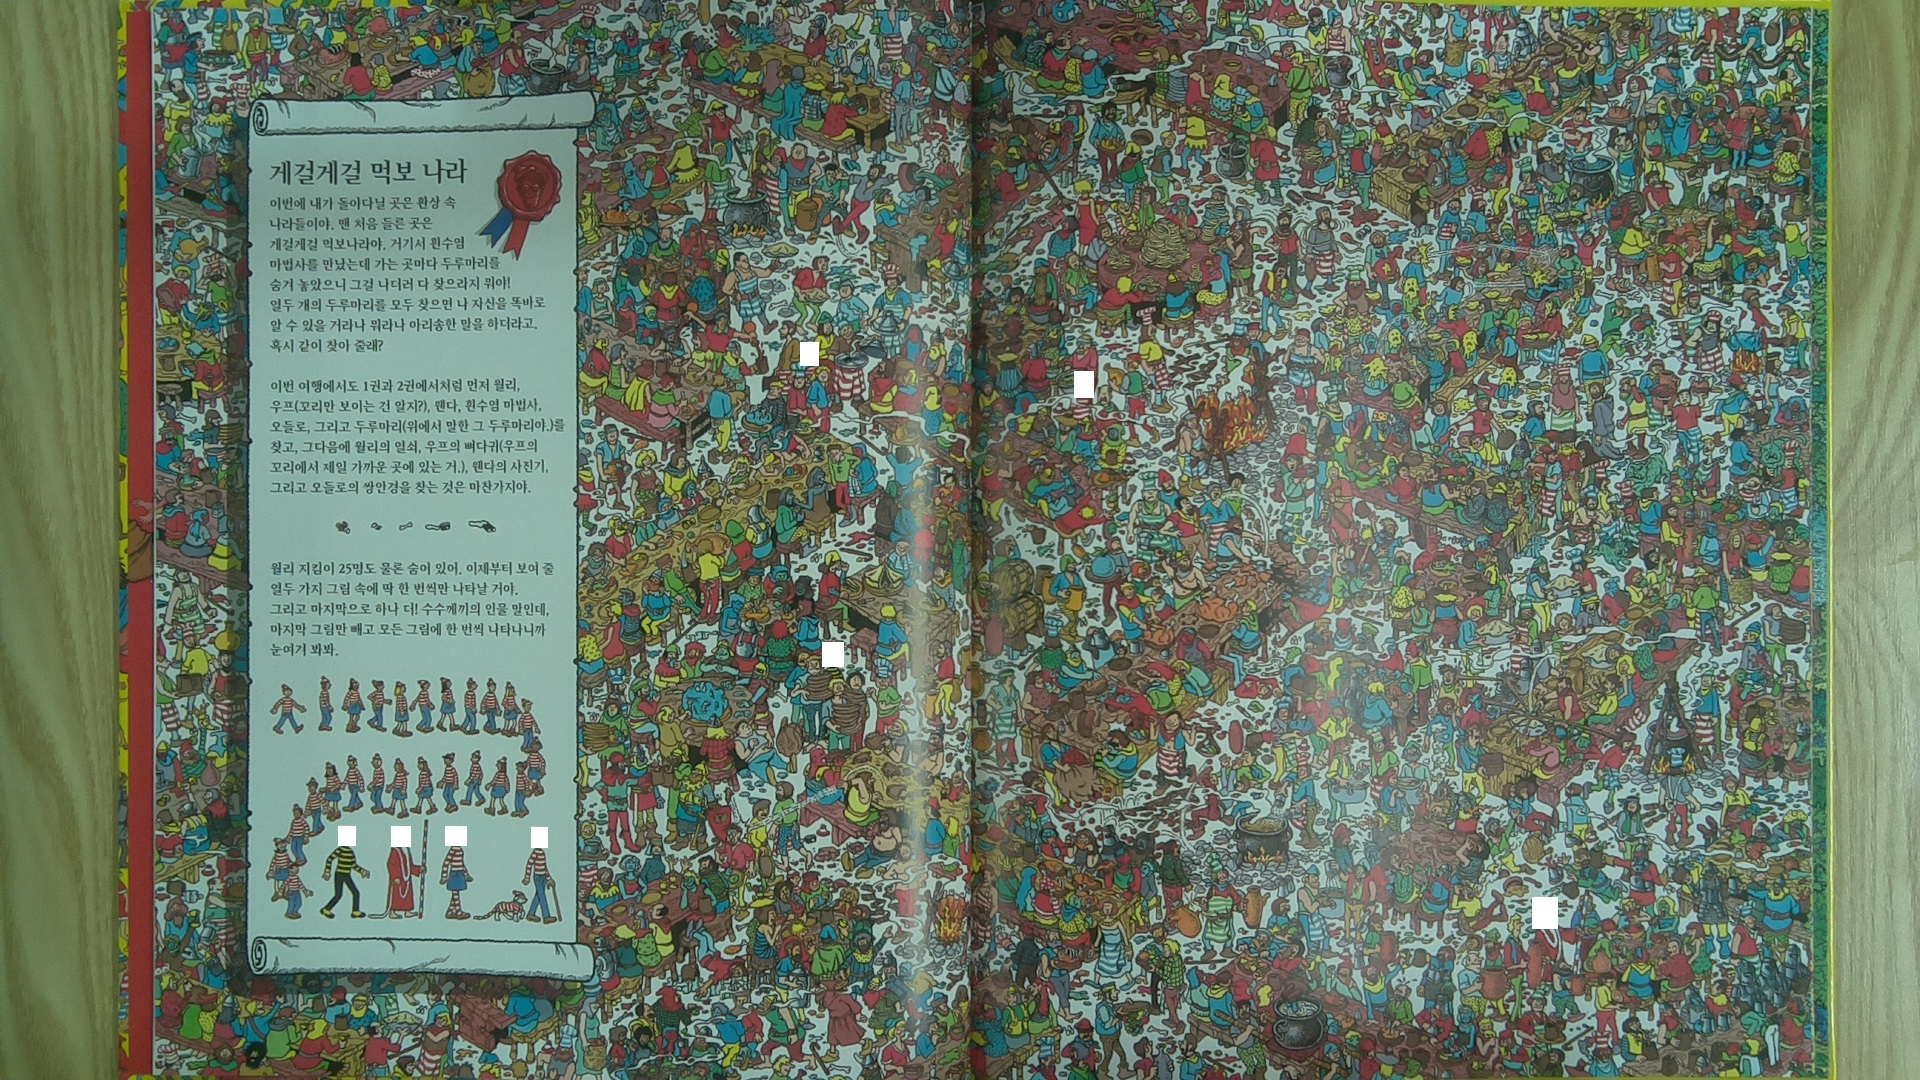 게걸게걸 먹보 나라
이번에 내가 돌아다닐 곳은 환상 속
나라들이야. 맨 처음 들른 곳은
게걸게걸 먹보나라야. 거기서 흰수염
마법사를 만났는데 가는 곳마다 두루마리를
숨겨 놓았으니 그걸 나더러 다 찾으라지 뭐야!
열두 개의 두루마리를 모두 찾으면 나 자신을 똑바로
알 수 있을 거라나 뭐라나 아리송한 말을 하더라고.
혹시 같이 찾아 줄래?
이번 여행에서도 1권과 2권에서처럼 먼저 월리,
우프(꼬리만 보이는 건 알지?), 웬다, 흰수염 마법사,
오들로, 그리고 두루마리(위에서 말한 그 두루마리야.)를
찾고, 그다음에 월리의 열쇠, 우프의 뼈다귀(우프의
꼬리에서 제일 가까운 곳에 있는 거.), 웬다의 사진기,
그리고 오들로의 쌍안경을 찾는 것은 마찬가지야.
월리 지킴이 25명도 물론 숨어 있어. 이제부터 보여 줄
열두 가지 그림 속에 딱 한 번씩만 나타날 거야.
그리고 마지막으로 하나 더! 수수께끼의 인물 말인데,
마지막 그림만 빼고 모든 그림에 한 번씩 나타나니까
눈여겨 봐봐.